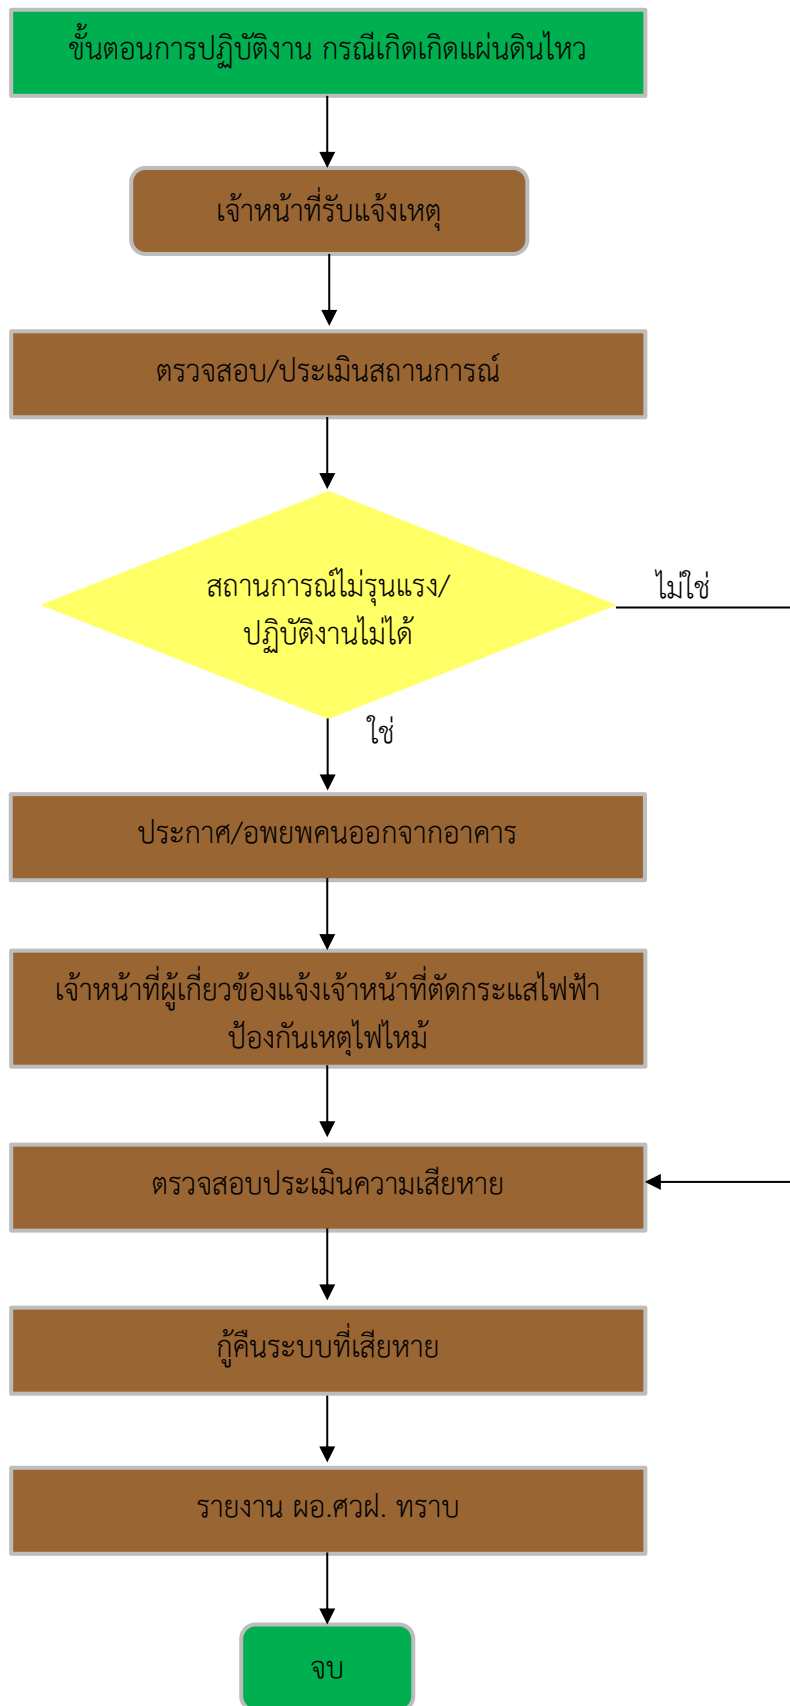 ขั้นตอนการปฏิบัติงาน กรณีเกิดเกิดแผ่นดินไหว
เจ้าหน้าที่รับแจ้งเหตุ
ตรวจสอบ/ประเมินสถานการณ์
สถานการณ์ไม่รุนแรง/
ปฏิบัติงานไม่ได้
ไม่ใช่
ใช่
ประกาศ/อพยพคนออกจากอาคาร
เจ้าหน้าที่ผู้เกี่ยวข้องแจ้งเจ้าหน้าที่ตัดกระแสไฟฟ้า
ป้องกันเหตุไฟไหม้
ตรวจสอบประเมินความเสียหาย
กู้คืนระบบที่เสียหาย
รายงาน ผอ.ศวฝ. ทราบ
จบ